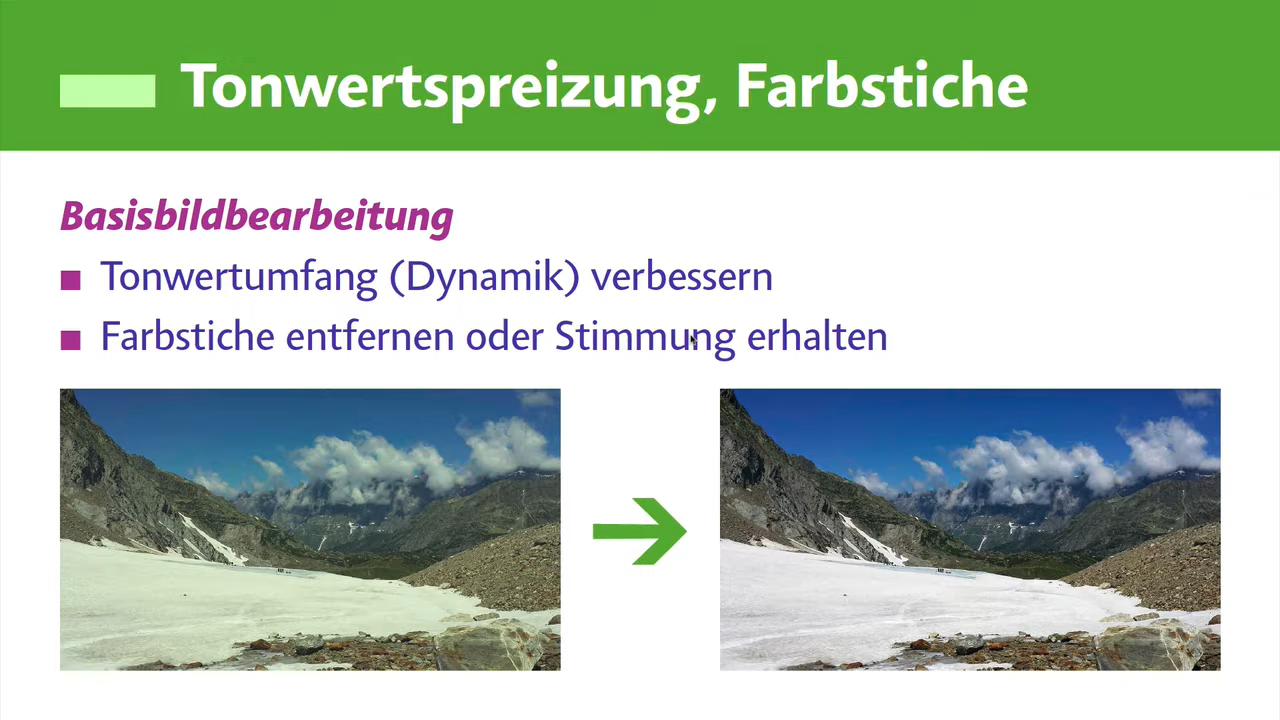 Tonwertspreizung, Farbstiche
Basisbildbearbeitung
Tonwertumfang (Dynamik) verbessern
Farbstiche entfernen oder Stimmung erhalten